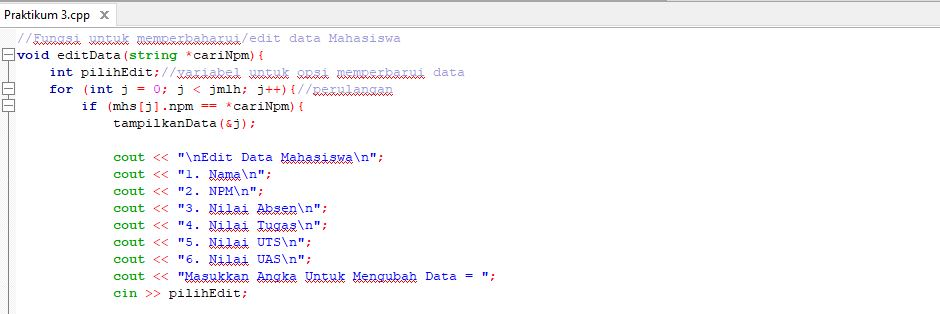 Praktikum 3.cpp X
//Fungsi untuk memperbaharui/edit data Mahasiswa
void editData(string *cariNpm){
int pilihEdit;//variabel untuk opsi memperbarui data
for (int j = 0; j < jmlh; j++){//perulangan
if (mhs[j].npm == *cariNpm){
tampilkanData(&j);
cout << "\nEdit Data Mahasiswa\n";
cout << "1. Nama\n";
cout << "2. NPM\n";
cout << "3. Nilai Absen\n";
cout << "4. Nilai Tugas\n";
cout << "5. Nilai UTS\n";
cout << "6. Nilai UAS\n";
cout << "Masukkan Angka Untuk Mengubah Data = ";
cin >> pilihEdit;